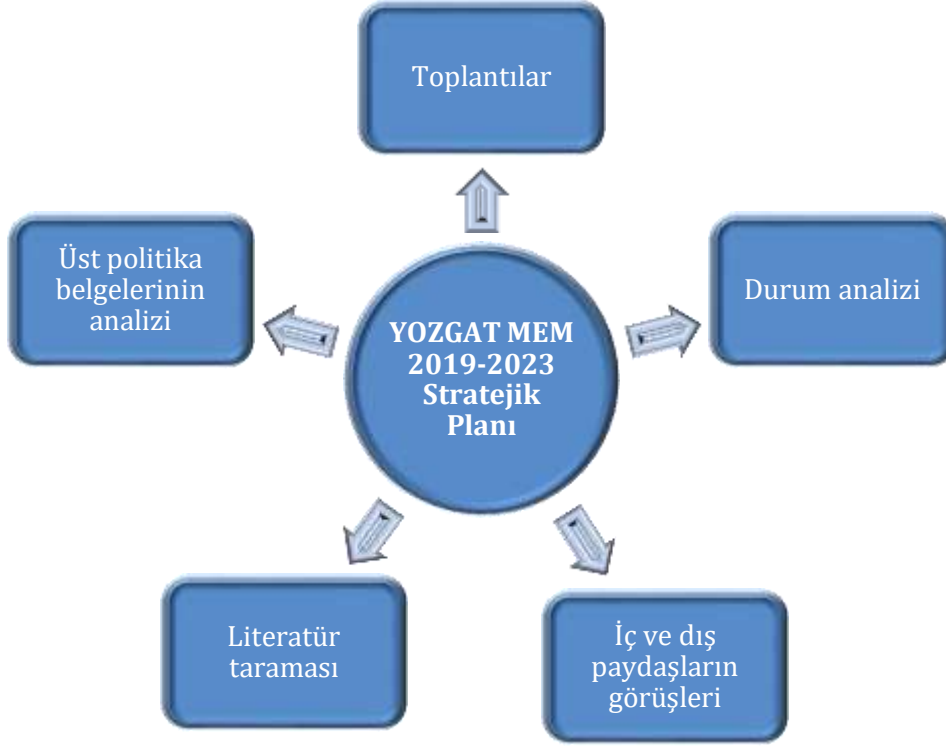 Toplantılar
Üst politika
belgelerinin
analizi
Durum analizi
YOZGAT MEM
2019-2023
Stratejik
Planı
Literatür
taraması
İç ve dış
paydaşların
görüşleri